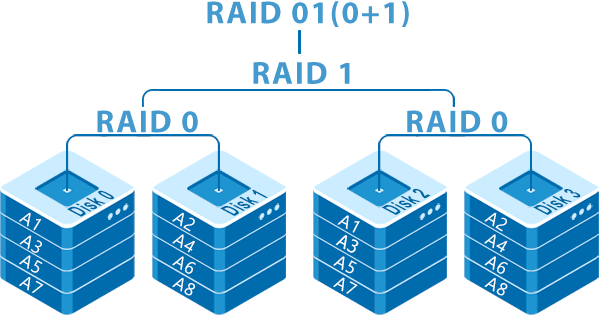 RAID 01(0+1)
RAID 1
RAID 0
RAID 0
Disk 0
A1
A3
A5
A7
Disk 1
A2
A4
A6
A8
Disk 2
A1
A3
A5
A7
Disk 3
A2
A4
A6
A8